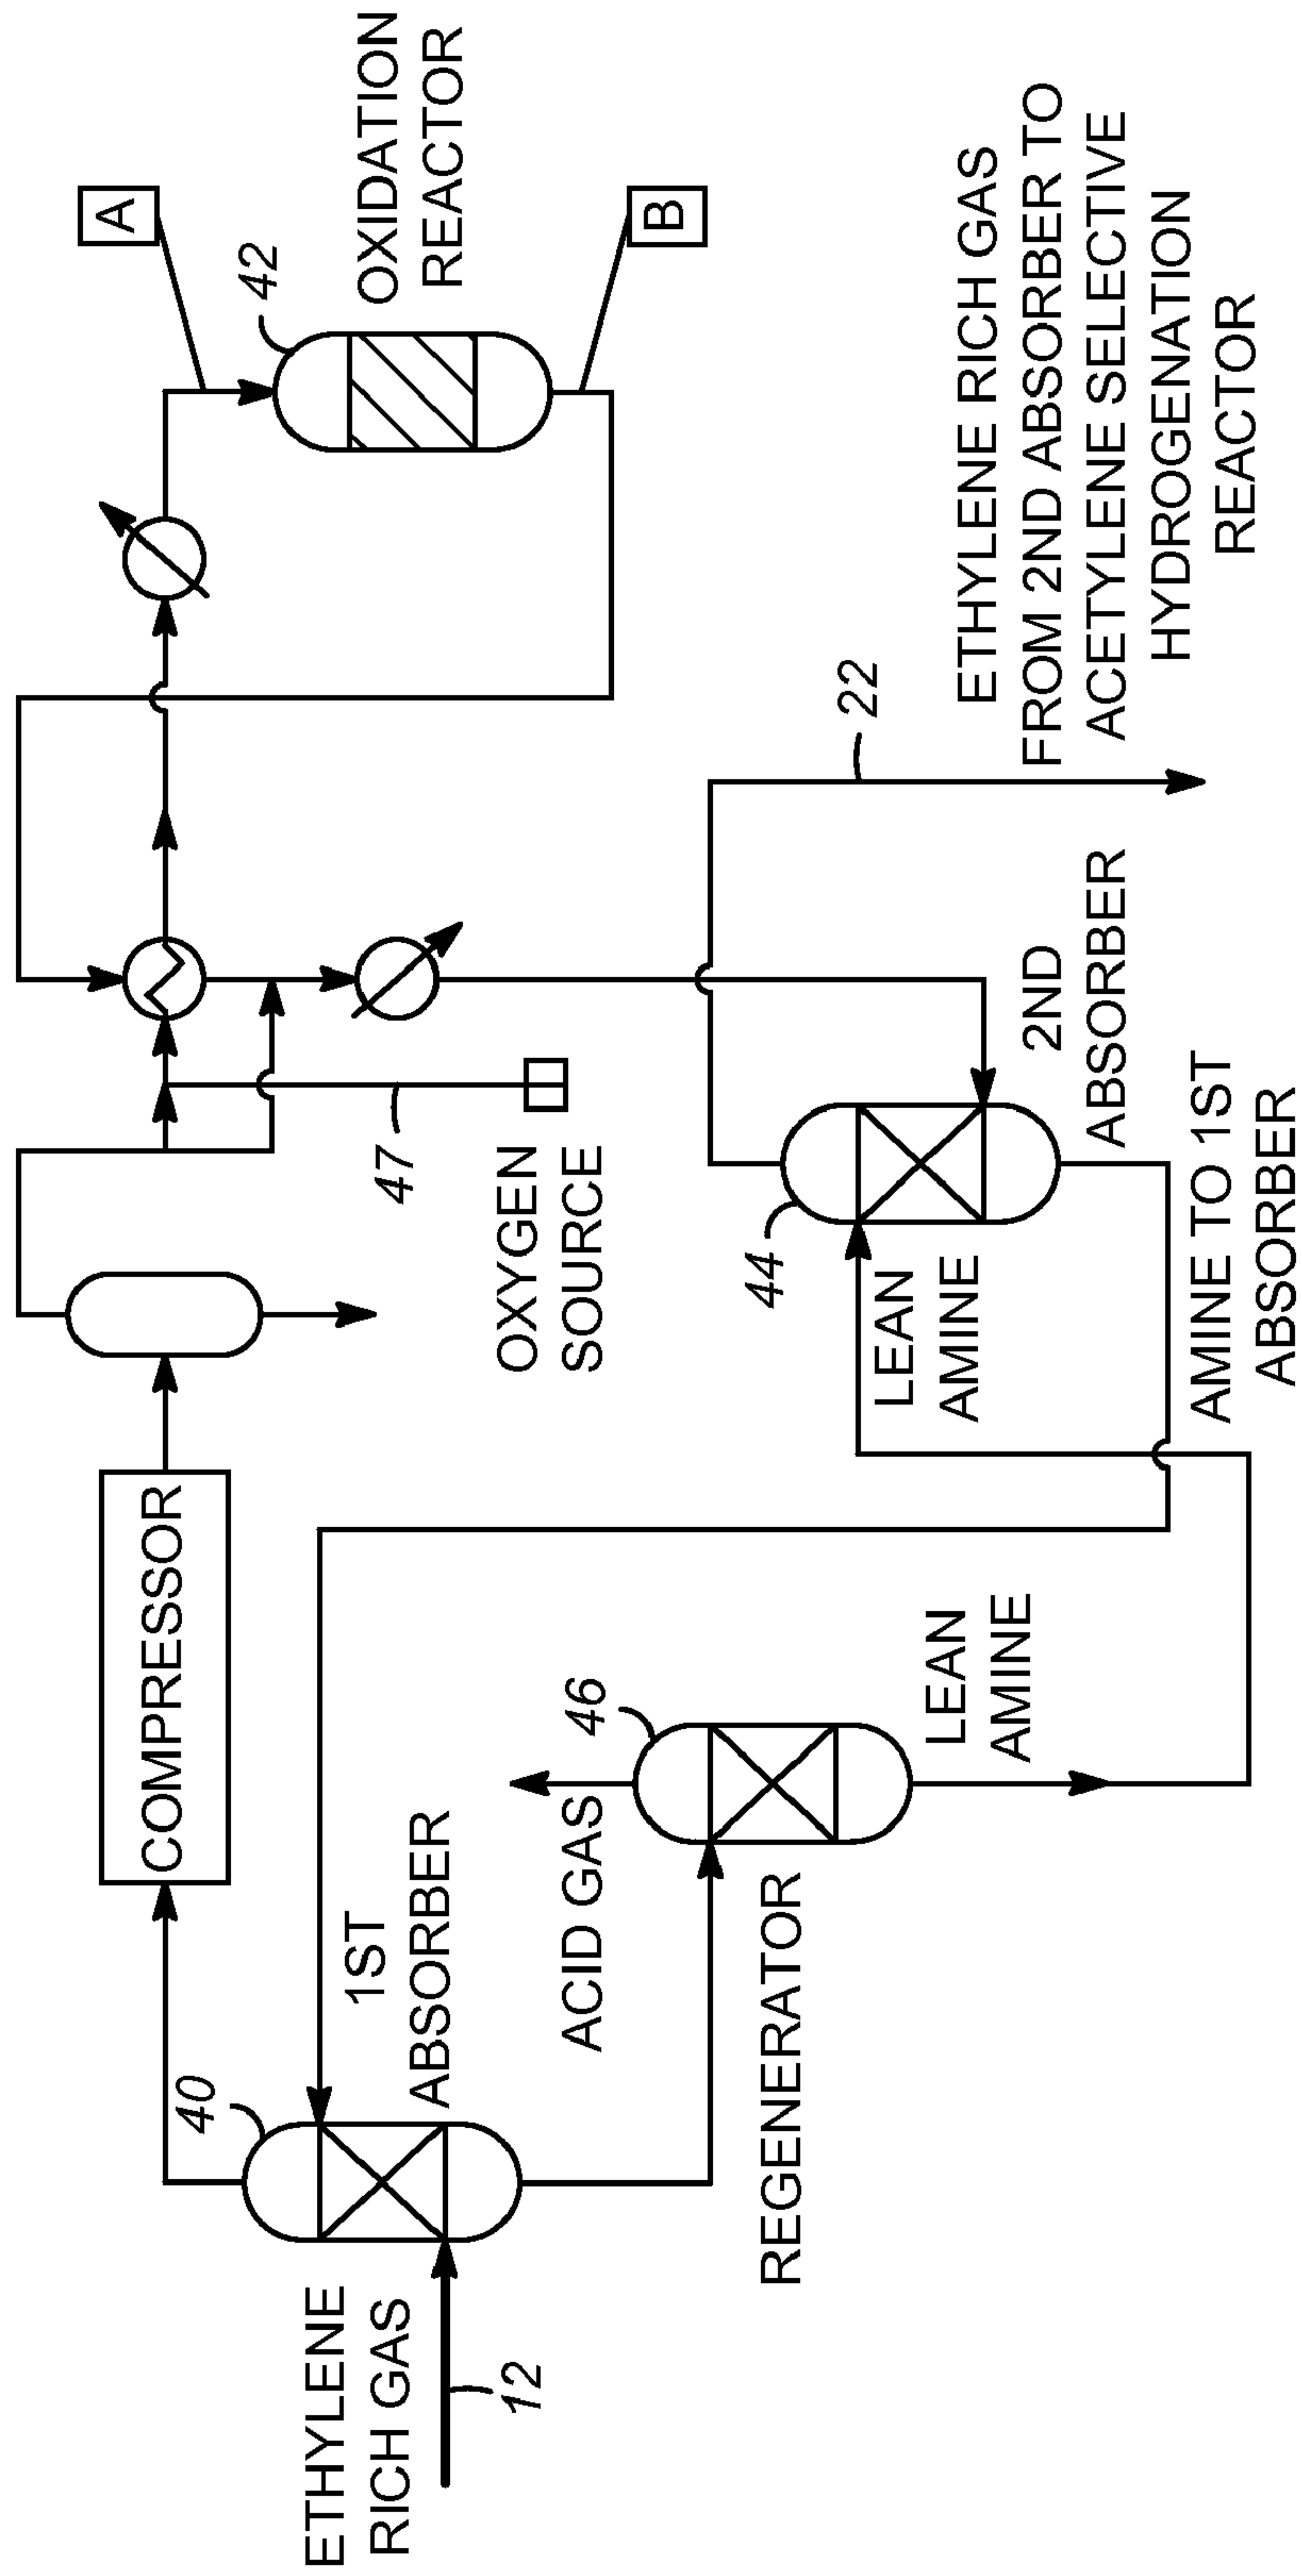 COMPRESSOR
A
42
OXIDATION
REACTOR
B
40
1ST
ABSORBER
ETHYLENE
RICH GAS
12
47
OXYGEN
SOURCE
ACID GAS
46
REGENERATOR
LEAN
AMINE
44
LEAN
AMINE
2ND
ABSORBER
AMINE TO 1ST
ABSORBER
22
ETHYLENE RICH GAS
FROM 2ND ABSORBER TO
ACETYLENE SELECTIVE
HYDROGENATION
REACTOR